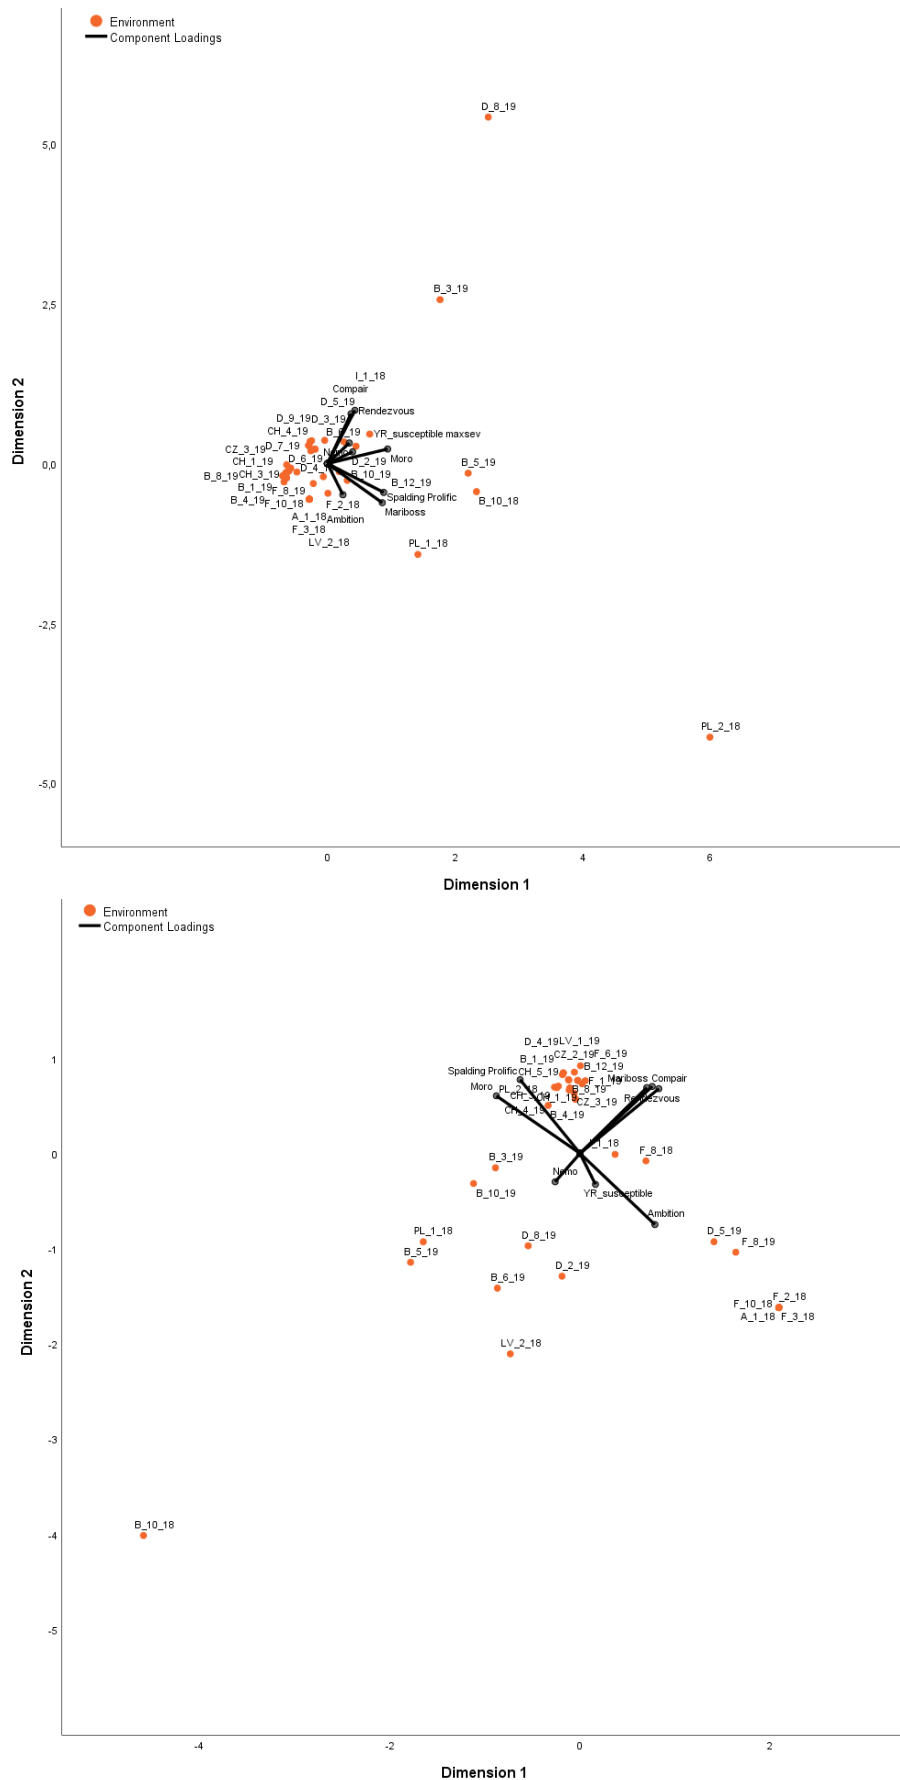 Environment
Component Loadings
D_8_19
5,0
B_3_19
2,5
I_1_18
Compair
D_5_19
Rendezvous
D_9_19 D_3_19
CH_4_19
YR_susceptible maxsev
D_7_19
CZ_3_19
Moro
D_6_19
D_2_19
CH_1_19
0,0
B_5_19
B_8_19 CH_3_19
B_10_19
B_12_19
B_1_19 F_8_19
Spalding Prolific
B_10_18
B_4_19 F_10_18
F_2_18
Mariboss
A_1_18 Ambition
F_3_18
LV_2_18
PL_1_18
-2,5
PL_2_18
-5,0
0 2 4 6
Dimension 1
Dimension 2
Environment
Component Loadings
D_4_19 LV_1_19
CZ_2_19 F_6_19
1
B_1_19
B_12_19
Spalding Prolific CH_5_19
Mariboss Compair
F_1_19
Moro PL_2_18
B_8_19
CH_1_19
Rendezvous
CZ_3_19
CH_4_19 B_4_19
F_8_18
0
B_3_19
Nemo
B_10_19
YR_susceptible
Ambition
PL_1_18
D_8_19
D_5_19
F_8_19
-1
B_5_19
D_2_19
B_6_19
F_2_18
F_10_18
A_1_18 F_3_18
-2
LV_2_18
-3
B_10_18
-4
-5
-4 -2 0 2
Dimension 1
Dimension 2